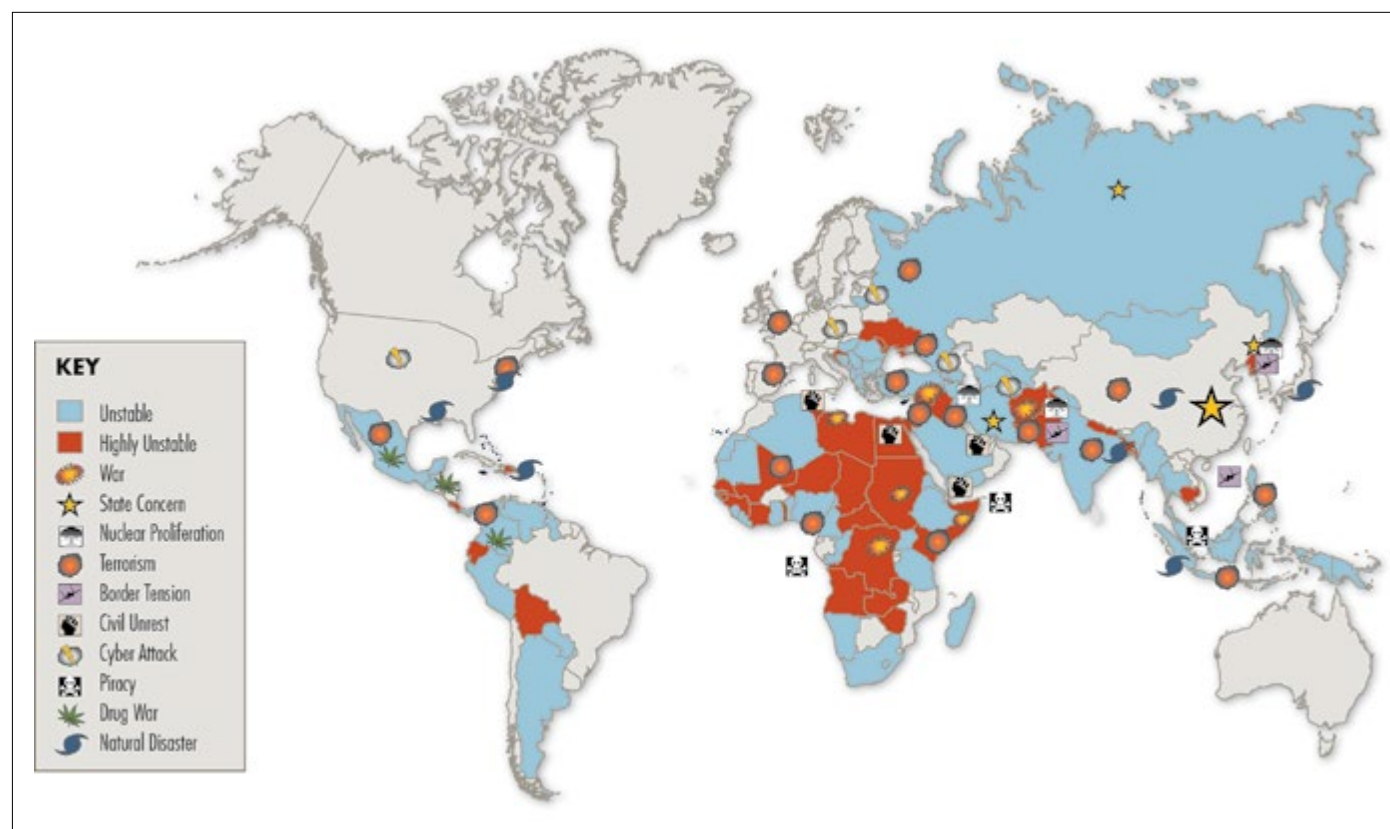 KEY
Unstable
Highly Unstable
War
State Concern
Nuclear Proliferation
Terrorism
Border Tension
Civil Unrest
Cyber Attack
Piracy
Drug War
Natural Disaster